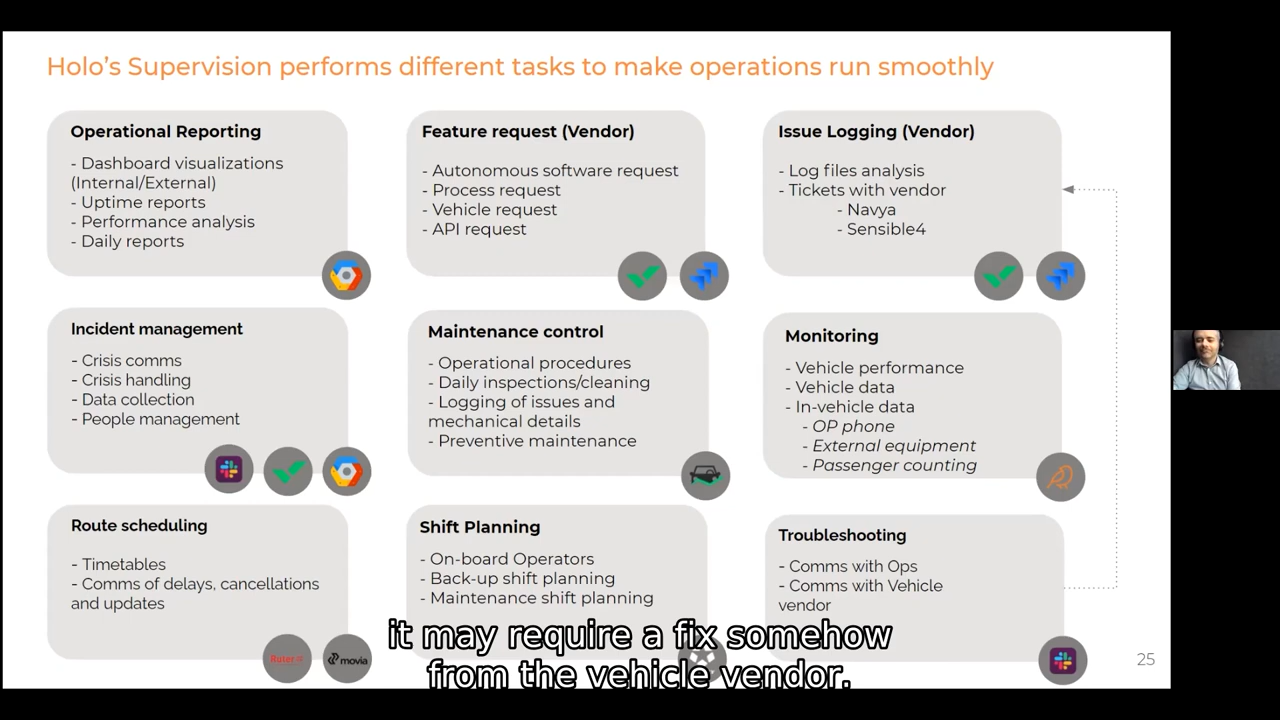 Holo's Supervision performs different tasks to make operations run smoothly
Operational Reporting
- Dashboard visualizations
(Internal/External)
- Uptime reports
- Performance analysis
- Daily reports
Feature request (Vendor)
- Autonomous software request
- Process request
- Vehicle request
- API request
Issue Logging (Vendor)
- Log files analysis
- Tickets with vendor
- Navya
- Sensible4
Incident management
- Crisis comms
- Crisis handling
- Data collection
- People management
Maintenance control
- Operational procedures
- Daily inspections/cleaning
- Logging of issues and
mechanical details
- Preventive maintenance
Monitoring
- Vehicle performance
- Vehicle data
- In-vehicle data
- OP phone
- External equipment
- Passenger counting
Route scheduling
- Timetables
- Comms of delays, cancellations
and updates
Ruter
movia
Shift Planning
- On-board Operators
- Back-up shift planning
- Maintenance shift planning
Troubleshooting
- Comms with Ops
- Comms with Vehicle
vendor
25
it may require a fix somehow
from the vehicle vendor.